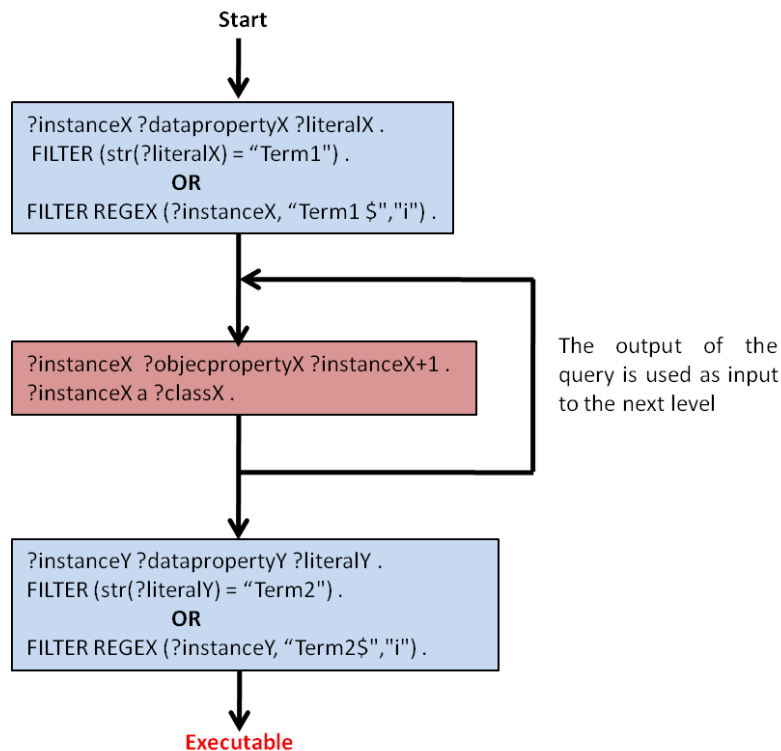 Start
?instanceX ?datapropertyX ?literalX .
FILTER (str(?literalX) = “Term1") .
OR
FILTER REGEX (?instanceX, “Term1 $","i") .
?instanceX ?objecpropertyX ?instanceX+1 .
?instanceX a ?classX .
The output of the
query is used as input
to the next level
?instanceY ?datapropertyY ?literalY .
FILTER (str(?literalY) = “Term2") .
OR
FILTER REGEX (?instanceY, “Term2$","i") .
Executable